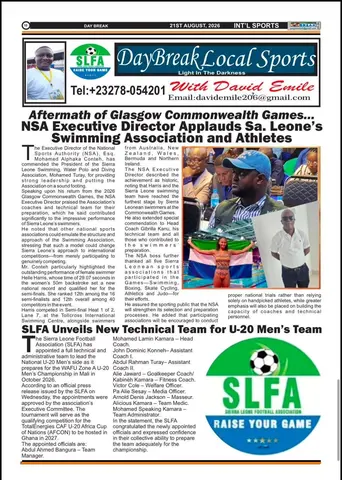 DAY BREAK
21ST AUGUST, 2026
INT'L SPORTS
SLFA
RAISE YOUR GAME
DayBreak Local Sports
Light In The Darkness
Tel:+23278-054201
With David Emile
Email:davidemile206@gmail.com
Aftermath of Glasgow Commonwealth Games...
NSA Executive Director Applauds Sa. Leone's
Swimming Association and Athletes
The Executive Director of the National
Sports Authority (NSA), Esq.
Mohamed Alphaka Conteh, has
commended the President of the Sierra
Leone Swimming, Water Polo and Diving
Association, Mohamed Turay, for providing
strong leadership and putting the
Association on a sound footing.
Speaking upon his return from the 2026
Glasgow Commonwealth Games, the NSA
Executive Director praised the Association's
coaches and technical team for their
preparation, which he said contributed
significantly to the impressive performance
of Sierra Leone's swimmers.
He noted that other national sports
associations could emulate the structure and
approach of the Swimming Association,
stressing that such a model could change
Sierra Leone's approach to international
competitions—from merely participating to
genuinely competing.
Mr. Conteh particularly highlighted the
outstanding performance of female swimmer
Hello Harris, whose time of 29.07 seconds in
the women's 50m backstroke set a new
national record and qualified her for the
semi-finals. She ranked 12th among the 16
semi-finalists and 12th overall among all
competitors in the event.
Harris competed in Semi-final Heat 1 of 2,
Lane 7, at the Tollcross International
Swimming Centre, alongside swimmers
from Australia, New
Zealand, Wales,
Bermuda and Northern
Ireland.
The NSA Executive
Director described the
achievement as historic,
noting that Harris and the
Sierra Leone swimming
team have reached the
furthest stage by Sierra
Leonean swimmers at the
Commonwealth Games.
He also extended special
commendation to Head
Coach Gibrilla Kanu, his
technical team and all
those who contributed to
the swimmers'
preparation.
The NSA boss further
thanked all five Sierra
Leonean sports
associations that
participated in the
Games—Swimming,
Boxing, Skate Cycling,
Athletics and Judo—for
their efforts.
He assured the sporting public that the NSA
will strengthen its selection and preparation
processes. He added that participating
associations will be encouraged to conduct
proper national trials rather than relying
solely on handpicked athletes, while greater
emphasis will also be placed on building the
capacity of coaches and technical
personnel.
SLFA Unveils New Technical Team for U-20 Men's Team
The Sierra Leone Football
Association (SLFA) has
appointed a full technical and
administrative team to lead the
National U-20 Men's side as it
prepares for the WAFU Zone A U-20
Men's Championship in Mali in
October 2026.
According to an official press
release issued by the SLFA on
Wednesday, the appointments were
approved by the association's
Executive Committee. The
tournament will serve as the
qualifying competition for the
TotalEnergies CAF U-20 Africa Cup
of Nations (AFCON) to be hosted in
Ghana in 2027.
The appointed officials are:
Abdul Ahmed Bangura – Team
Manager.
Mohamed Lamin Kamara – Head
Coach.
John Dominic Konneh– Assistant
Coach I.
Abdul Rahman Turay– Assistant
Coach II.
Alie Jaward – Goalkeeper Coach/
Kabineh Kamara – Fitness Coach.
Victor Cole – Welfare Officer.
Pa Alie Sesay – Media Officer.
Arnold Denis Jackson – Masseur.
Alicious Kamara – Team Medic.
Mohamed Speaking Kamara –
Team Administrator.
In the statement, the SLFA
congratulated the newly appointed
officials and expressed confidence
in their collective ability to prepare
the team adequately for the
championship.
SLFA
SIERRA LEONE FOOTBALL ASSOCIATION
RAISE YOUR GAME